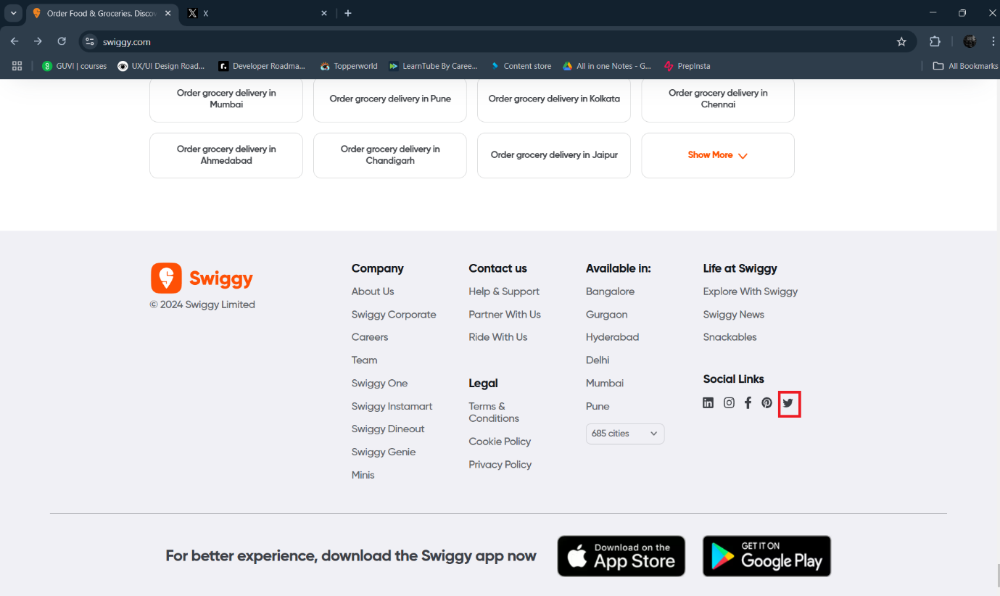 Order Food & Groceries. Discov
X
swiggy.com
GUVI | courses
UX/UI Design Road...
r.
Developer Roadma...
Topperworld
LearnTube By Caree...
Content store
All in one Notes - G...
PrepInsta
All Bookmarks
Order grocery delivery in
Mumbai
Order grocery delivery in Pune
Order grocery delivery in Kolkata
Order grocery delivery in
Chennai
Order grocery delivery in
Ahmedabad
Order grocery delivery in
Chandigarh
Order grocery delivery in Jaipur
Show More
Swiggy
© 2024 Swiggy Limited
Company
About Us
Swiggy Corporate
Careers
Team
Swiggy One
Swiggy Instamart
Swiggy Dineout
Swiggy Genie
Minis
Contact us
Help & Support
Partner With Us
Ride With Us
Legal
Terms &
Conditions
Cookie Policy
Privacy Policy
Available in:
Bangalore
Gurgaon
Hyderabad
Delhi
Mumbai
Pune
685 cities
Life at Swiggy
Explore With Swiggy
Swiggy News
Snackables
Social Links
For better experience, download the Swiggy app now
Download on the
App Store
GET IT ON
Google Play